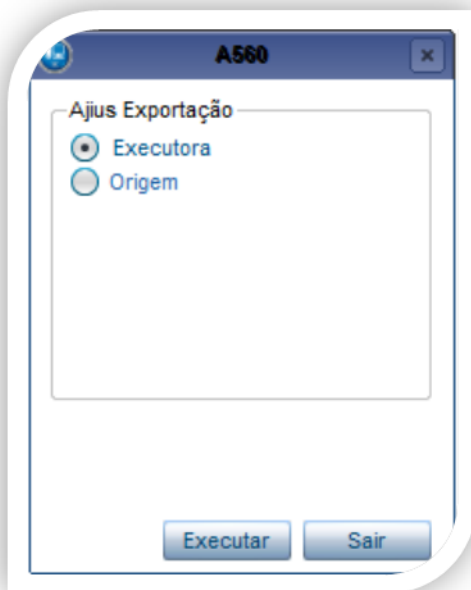 A560
Ajius Exportação
Executora
Origem
Executar Sair